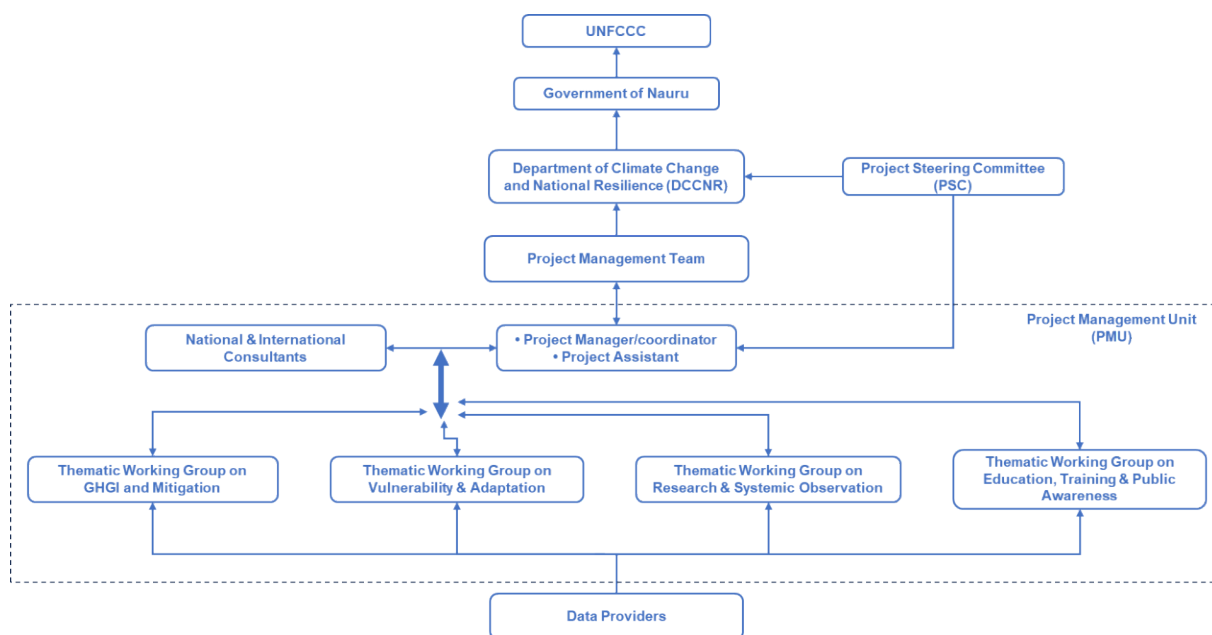 UNFCCC
Government of Nauru
Department of Climate Change
and National Resilience (DCCNR)
Project Steering Committee
(PSC)
Project Management Team
Project Management Unit
(PMU)
National & International
Consultants
• Project Manager/coordinator
• Project Assistant
Thematic Working Group on
GHGI and Mitigation
Thematic Working Group on
Vulnerability & Adaptation
Thematic Working Group on
Research & Systemic Observation
Thematic Working Group on
Education, Training & Public
Awareness
Data Providers